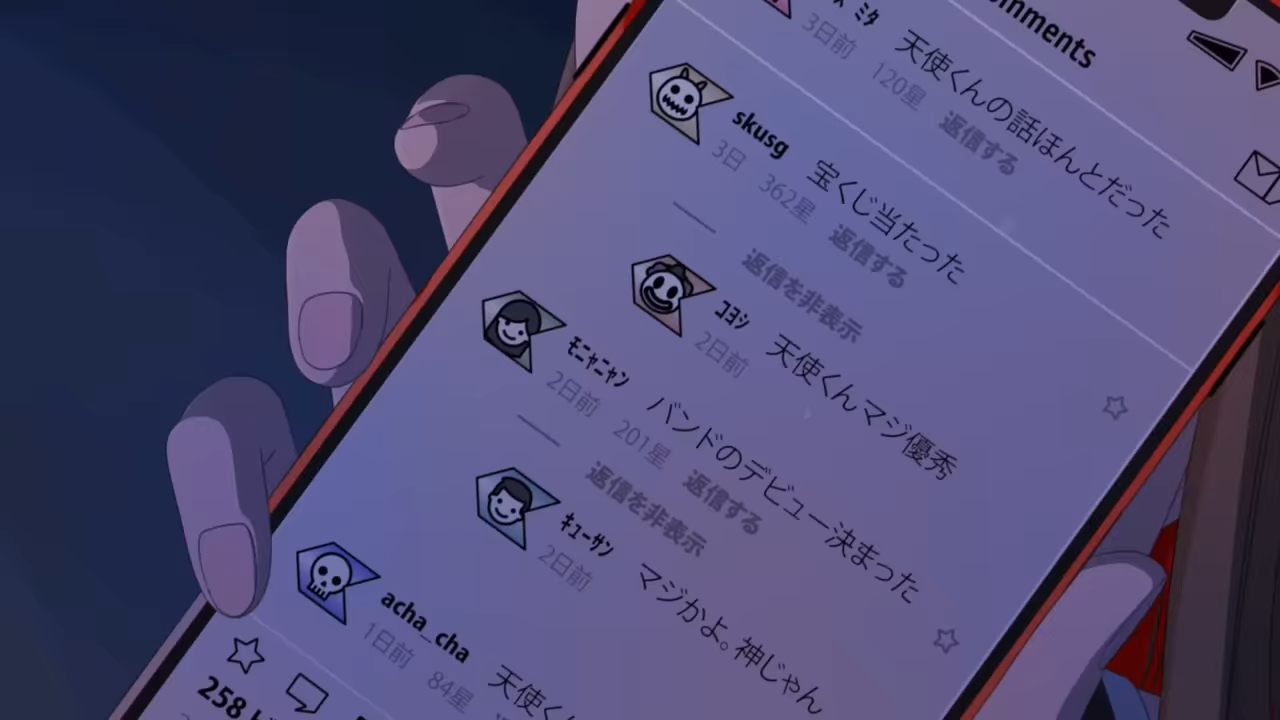 mments
ミタ 天使くんの話ほんとだった
3日前 120星 返信する
skusg 宝くじ当たった
3日 362星 返信する
返信を非表示
コヨシ 天使くんマジ優秀
2日前
モニャニャン バンドのデビュー決まった
2日前 201星 返信する
返信を非表示
キューサン マジかよ。神じゃん
2日前
acha_cha 天使く
1日前 84星
258